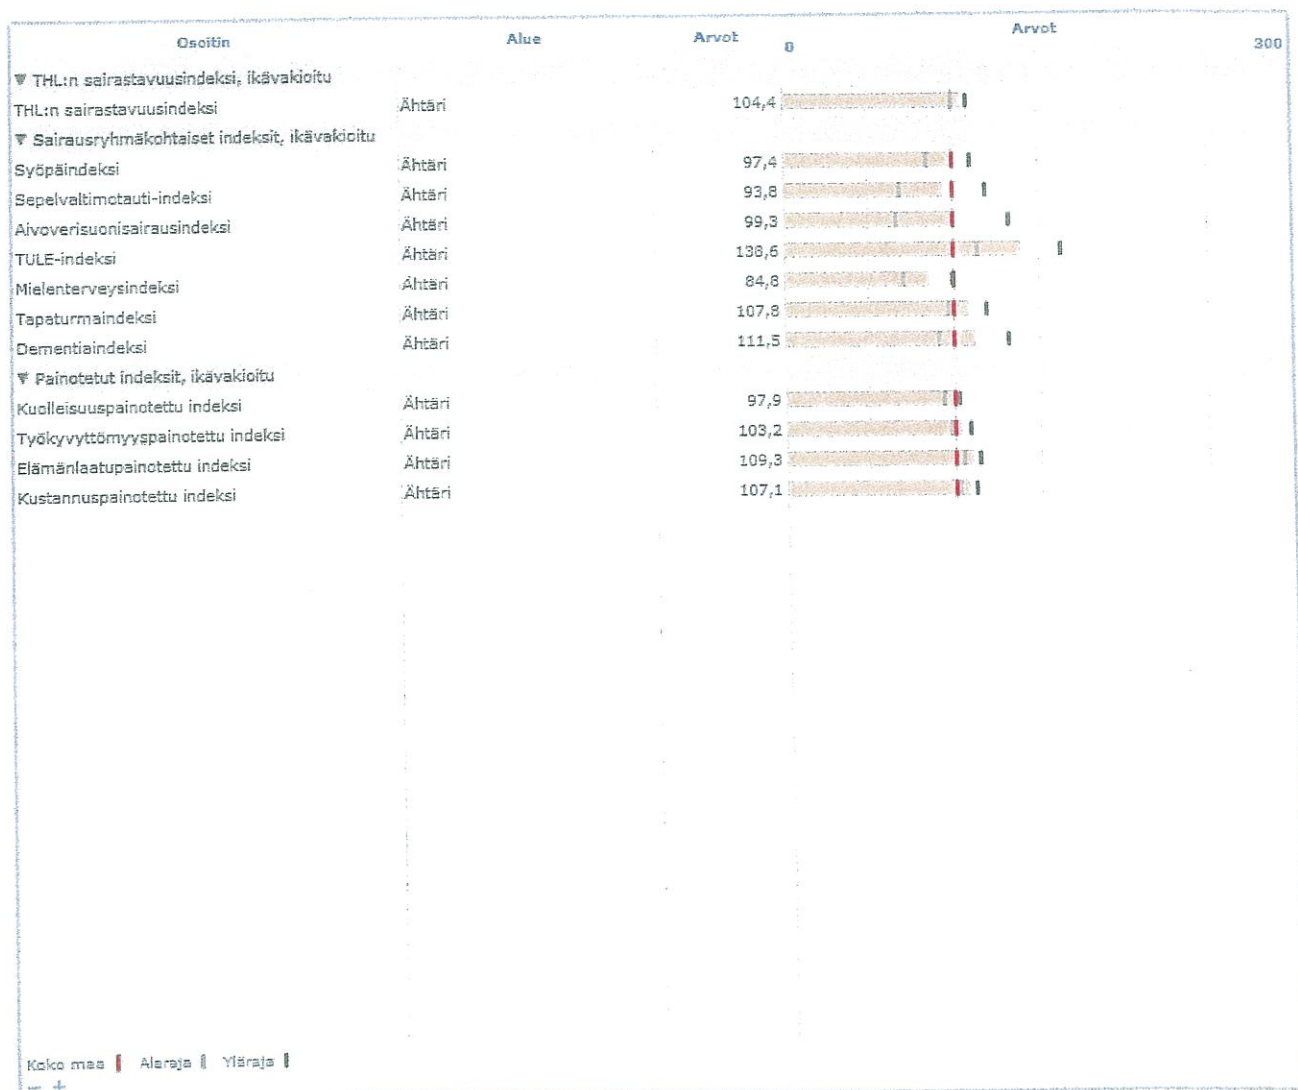 Osoitin Alue Arvot 0 Arvot 300
▼ THL:n sairastavuusindeksi, ikävakioitu
THL:n sairastavuusindeksi Ähtäri 104,4
▼ Sairausryhmäkohtaiset indeksit, ikävakioitu
Syöpäindeksi Ähtäri 97,4
Sepelvaltimotauti-indeksi Ähtäri 93,8
Aivoverisuonisairausindeksi Ähtäri 99,3
TULE-indeksi Ähtäri 138,6
Mielenterveysindeksi Ähtäri 84,8
Tapaturmaindeksi Ähtäri 107,8
Dementiaindeksi Ähtäri 111,5
▼ Painotetut indeksit, ikävakioitu
Kuolleisuuspainotettu indeksi Ähtäri 97,9
Työkyvyttömyyspainotettu indeksi Ähtäri 103,2
Elämänlaatupainotettu indeksi Ähtäri 109,3
Kustannuspainotettu indeksi Ähtäri 107,1
Koko maa Alaraja Yläraja
− +